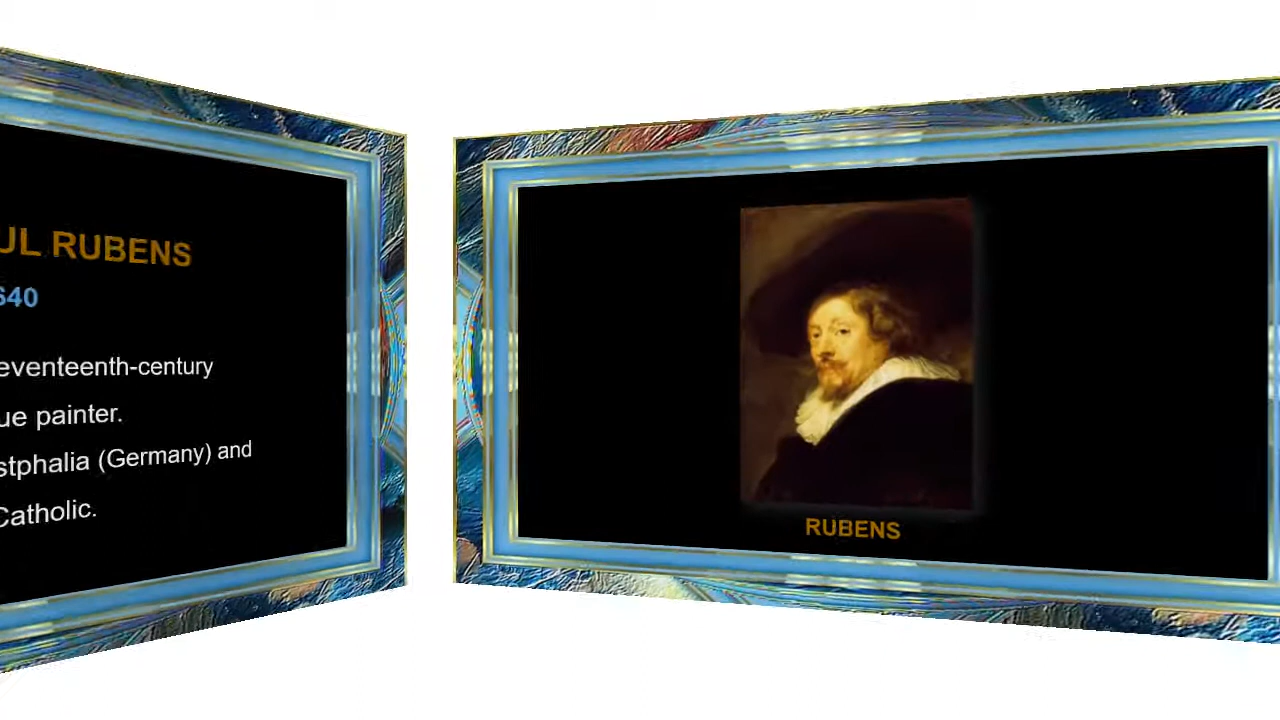 UL RUBENS
640
eventeenth-century
ue painter.
stphalia (Germany) and
Catholic.
RUBENS